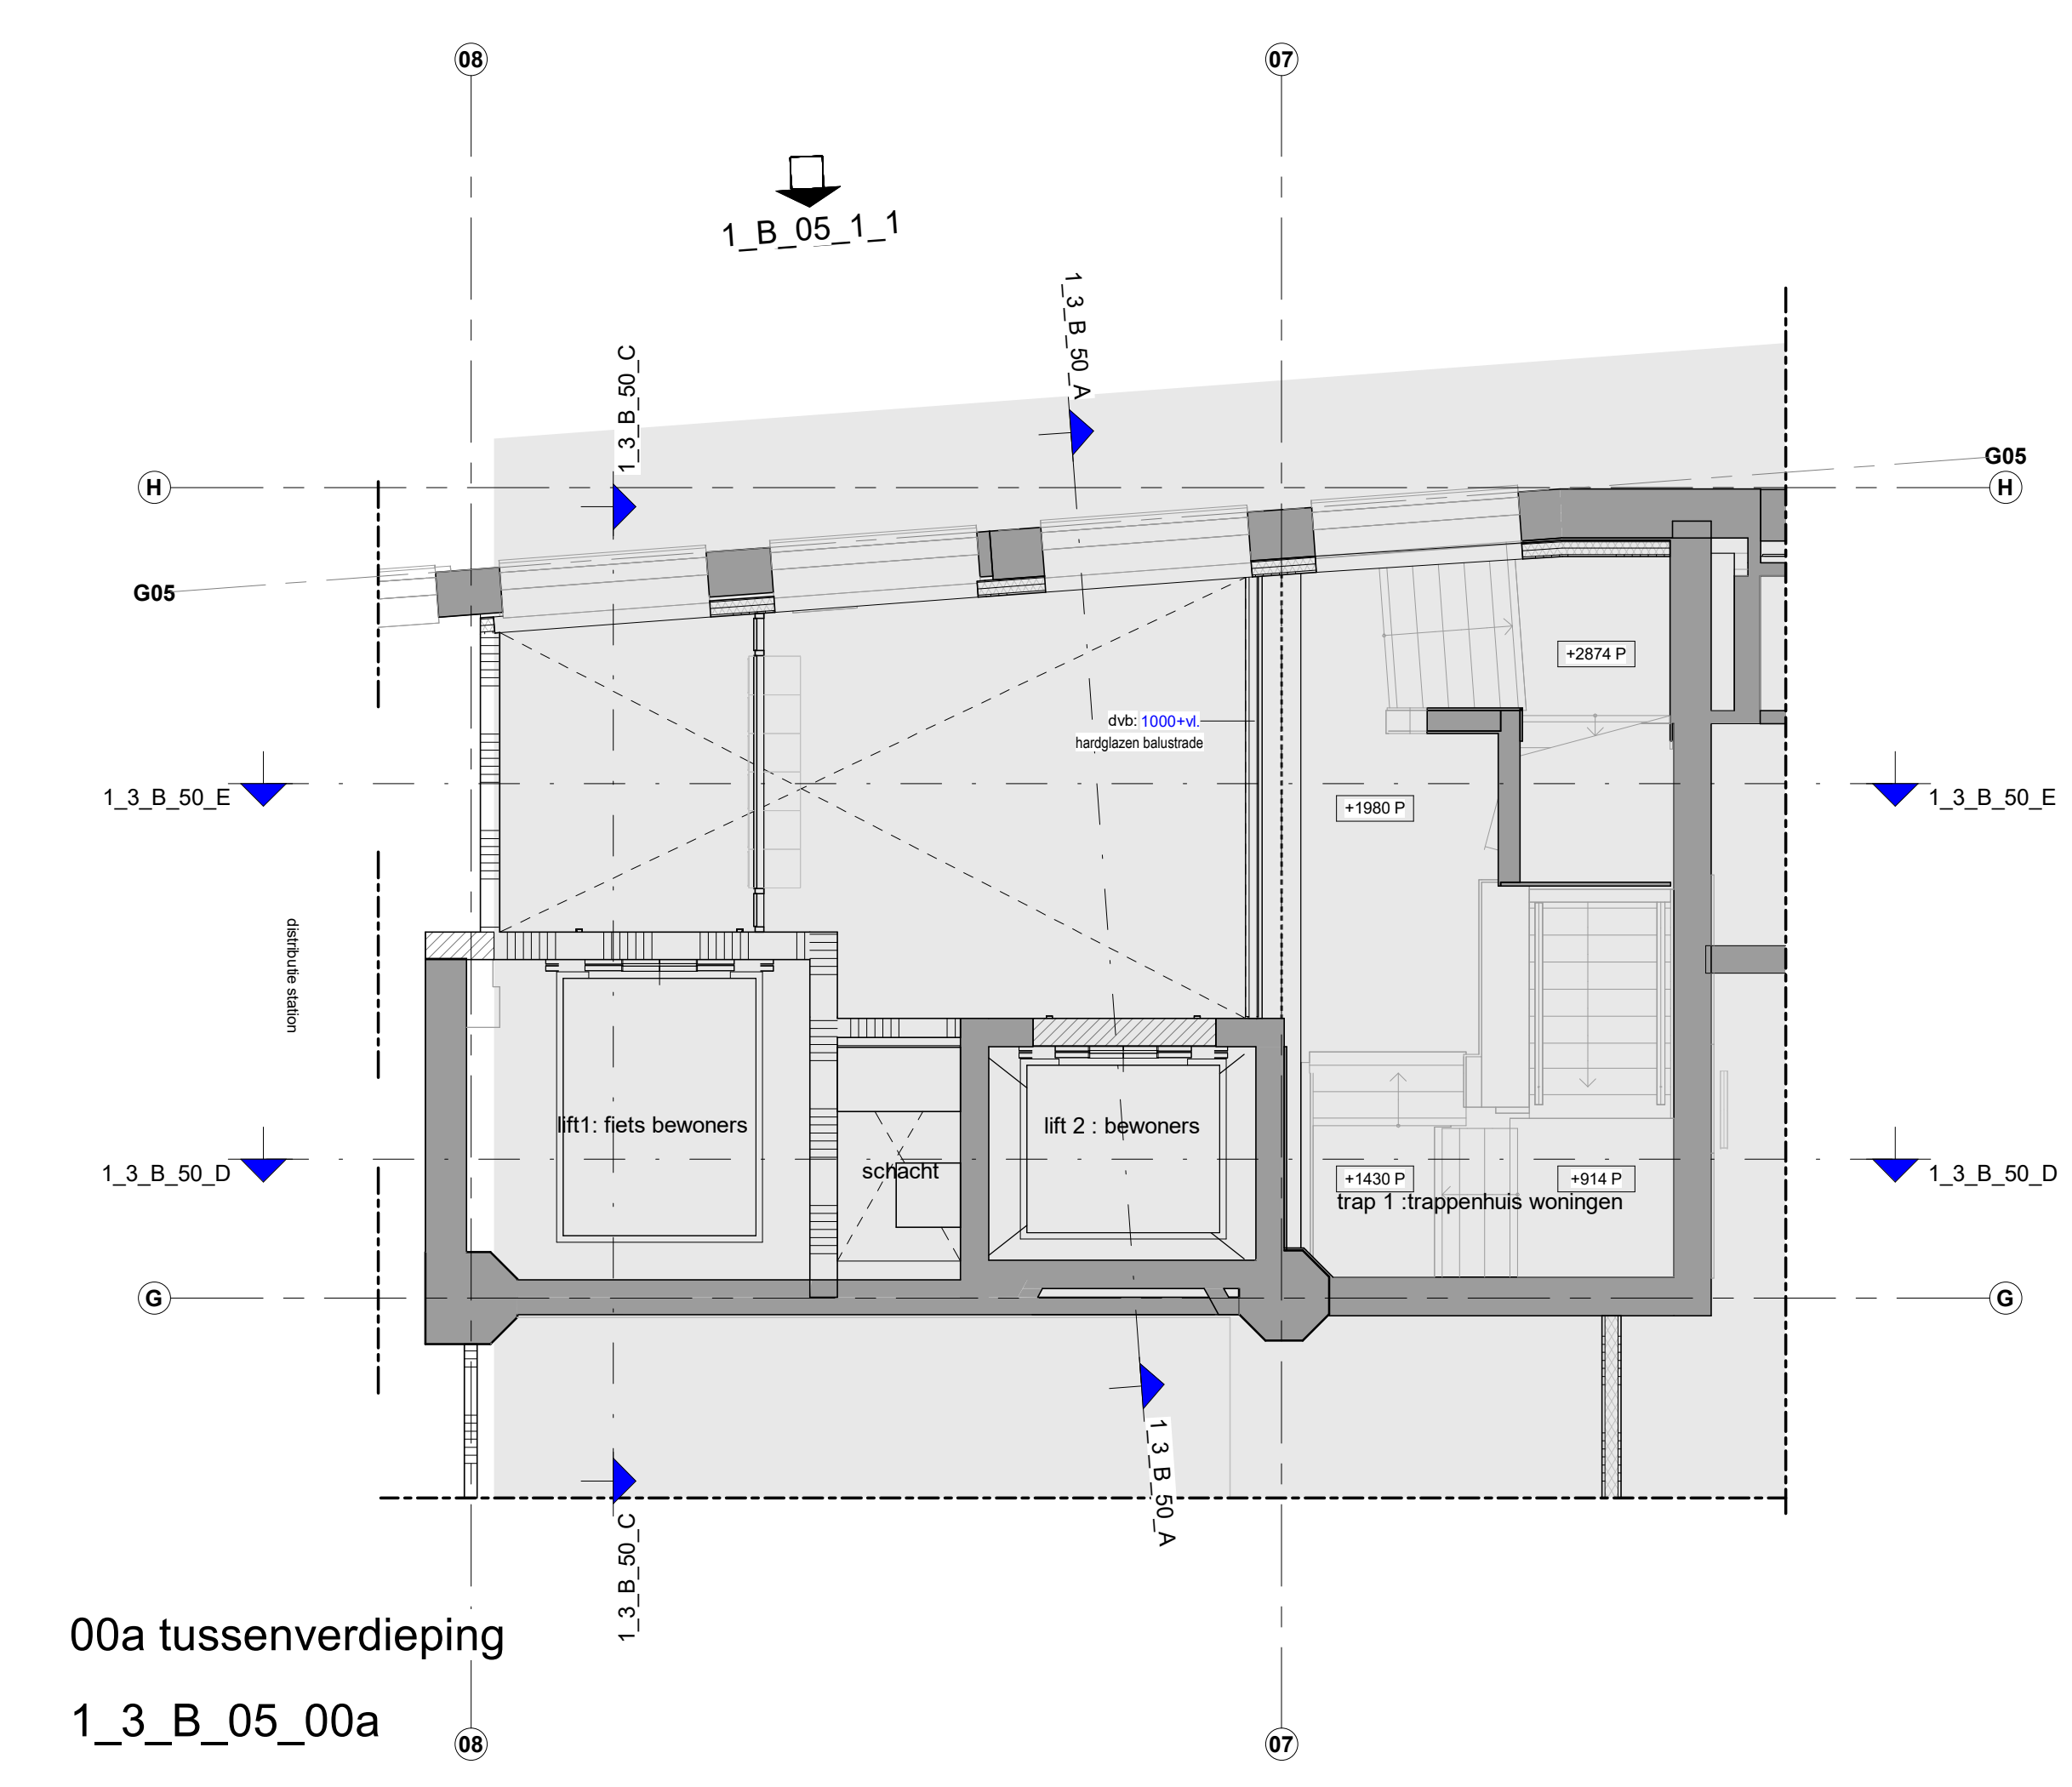 08
07
1_B_05_1_1
1_3_B_50_A
1_3_B_50_C
G05
H
H
G05
+2874 P
dvb: 1000+vl.
hardglazen balustrade
1_3_B_50_E
+1980 P
1_3_B_50_E
distributie station
lift1: fiets bewoners
lift 2 : bewoners
schacht
1_3_B_50_D
+1430 P
+914 P
1_3_B_50_D
trap 1 :trappenhuis woningen
G
G
1_3_B_50_A
1_3_B_50_C
00a tussenverdieping
1_3_B_05_00a
08
07